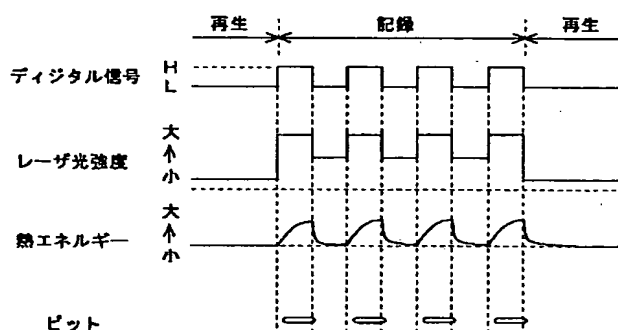 再生 記録 再生
ディジタル信号 H L
レーザ光強度 大 ↑ 小
熱エネルギー 大 ↑ 小
ピット